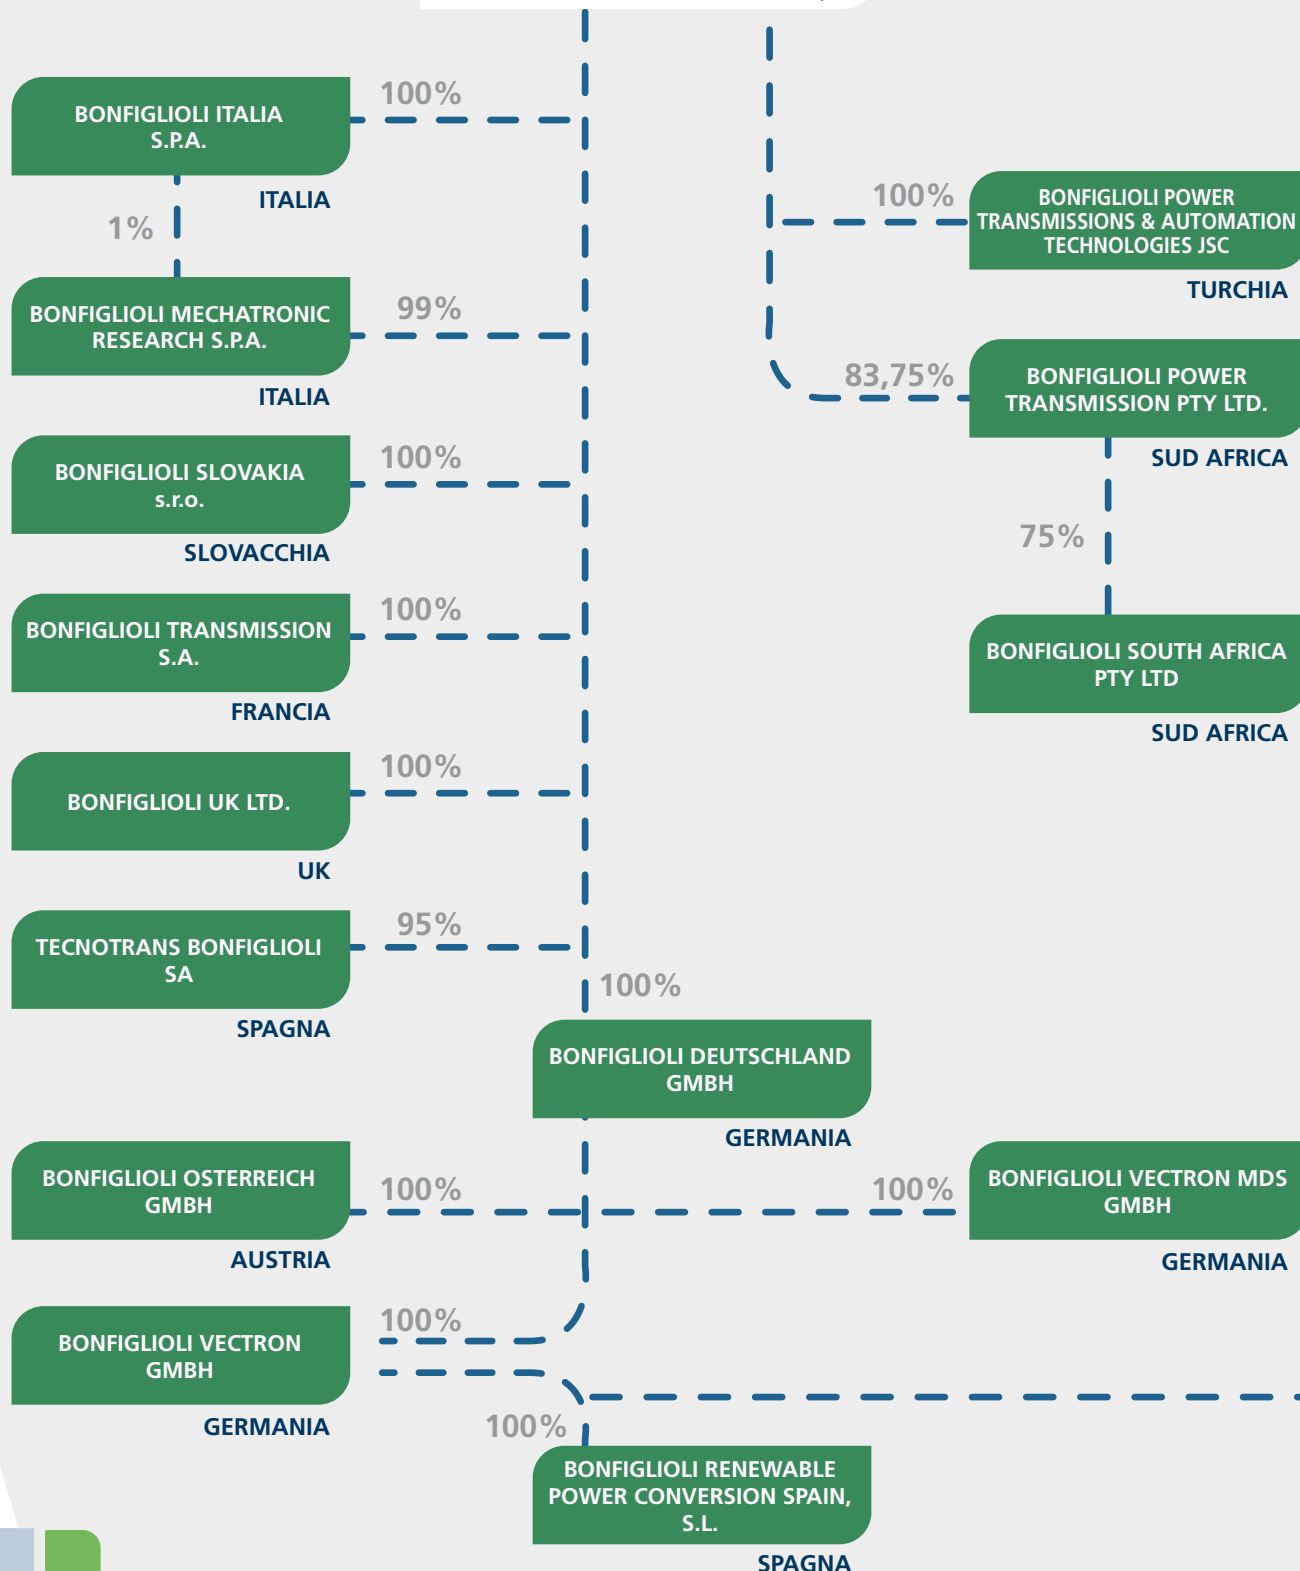 100%
BONFIGLIOLI ITALIA
S.P.A.
ITALIA
1%
99%
BONFIGLIOLI MECHATRONIC
RESEARCH S.P.A.
ITALIA
100%
BONFIGLIOLI SLOVAKIA
s.r.o.
SLOVACCHIA
100%
BONFIGLIOLI TRANSMISSION
S.A.
FRANCIA
100%
BONFIGLIOLI UK LTD.
UK
95%
TECNOTRANS BONFIGLIOLI
SA
SPAGNA
100%
BONFIGLIOLI POWER
TRANSMISSIONS & AUTOMATION
TECHNOLOGIES JSC
TURCHIA
83,75%
BONFIGLIOLI POWER
TRANSMISSION PTY LTD.
SUD AFRICA
75%
BONFIGLIOLI SOUTH AFRICA
PTY LTD
SUD AFRICA
100%
BONFIGLIOLI DEUTSCHLAND
GMBH
GERMANIA
100%
BONFIGLIOLI OSTERREICH
GMBH
AUSTRIA
100%
BONFIGLIOLI VECTRON MDS
GMBH
GERMANIA
100%
BONFIGLIOLI VECTRON
GMBH
GERMANIA
100%
BONFIGLIOLI RENEWABLE
POWER CONVERSION SPAIN,
S.L.
SPAGNA